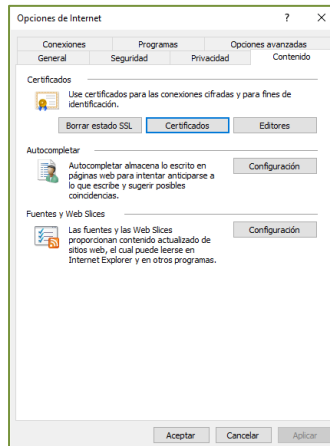 Opciones de Internet
Conexiones Programas Opciones avanzadas
General Seguridad Privacidad Contenido
Certificados
Use certificados para las conexiones cifradas y para fines de
identificación.
Borrar estado SSL Certificados Editores
Autocompletar
Autocompletar almacena lo escrito en
páginas web para intentar anticiparse a
lo que escribe y sugerir posibles
coincidencias.
Configuración
Fuentes y Web Slices
Las fuentes y las Web Slices
proporcionan contenido actualizado de
sitios web, el cual puede leerse en
Internet Explorer y en otros programas.
Configuración
Aceptar Cancelar Aplicar